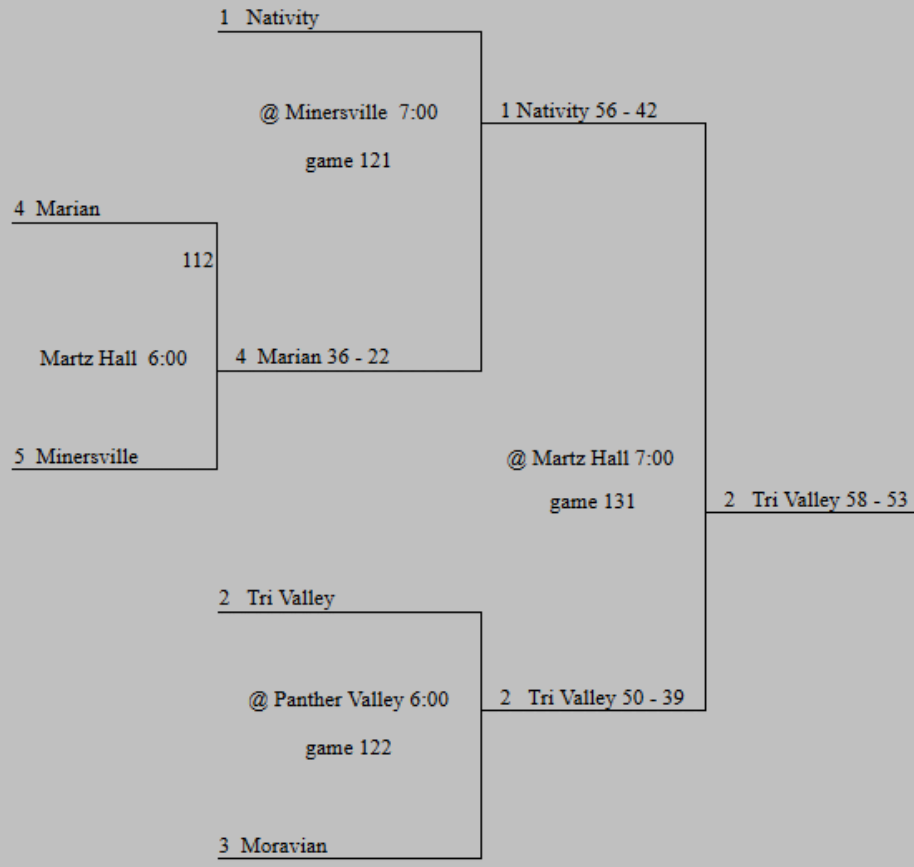 1 Nativity
@ Minersville 7:00
1 Nativity 56 - 42
game 121
4 Marian
112
Martz Hall 6:00
4 Marian 36 - 22
5 Minersville
@ Martz Hall 7:00
game 131
2 Tri Valley 58 - 53
2 Tri Valley
@ Panther Valley 6:00
2 Tri Valley 50 - 39
game 122
3 Moravian